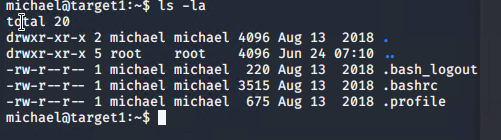 michael@target1:~$ ls -la
total 20
drwxr-xr-x 2 michael michael 4096 Aug 13  2018 .
drwxr-xr-x 5 root    root    4096 Jun 24 07:10 ..
-rw-r--r-- 1 michael michael  220 Aug 13  2018 .bash_logout
-rw-r--r-- 1 michael michael 3515 Aug 13  2018 .bashrc
-rw-r--r-- 1 michael michael  675 Aug 13  2018 .profile
michael@target1:~$